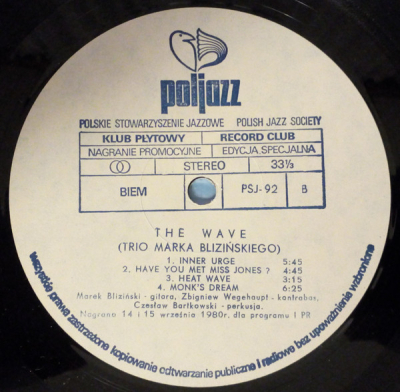 poljazz
POLSKIE STOWARZYSZENIE JAZZOWE POLISH JAZZ SOCIETY
KLUB PŁYTOWY RECORD CLUB
NAGRANIE PROMOCYJNE EDYCJA SPECJALNA
STEREO 33⅓
BIEM PSJ-92 B
THE WAVE
(TRIO MARKA BLIZIŃSKIEGO)
1. INNER URGE 5:45
2. HAVE YOU MET MISS JONES ? 4:45
3. HEAT WAVE 3:15
4. MONK'S DREAM 6:25
Marek Bliziński - gitara, Zbigniew Wegehaupt - kontrabas,
Czesław Bartkowski - perkusja.
Nagrano 14 i 15 września 1980r. dla programu I PR
wszystkie prawa zastrzeżone kopiowanie odtwarzanie publiczne i radiowe bez upoważnienia wzbronione